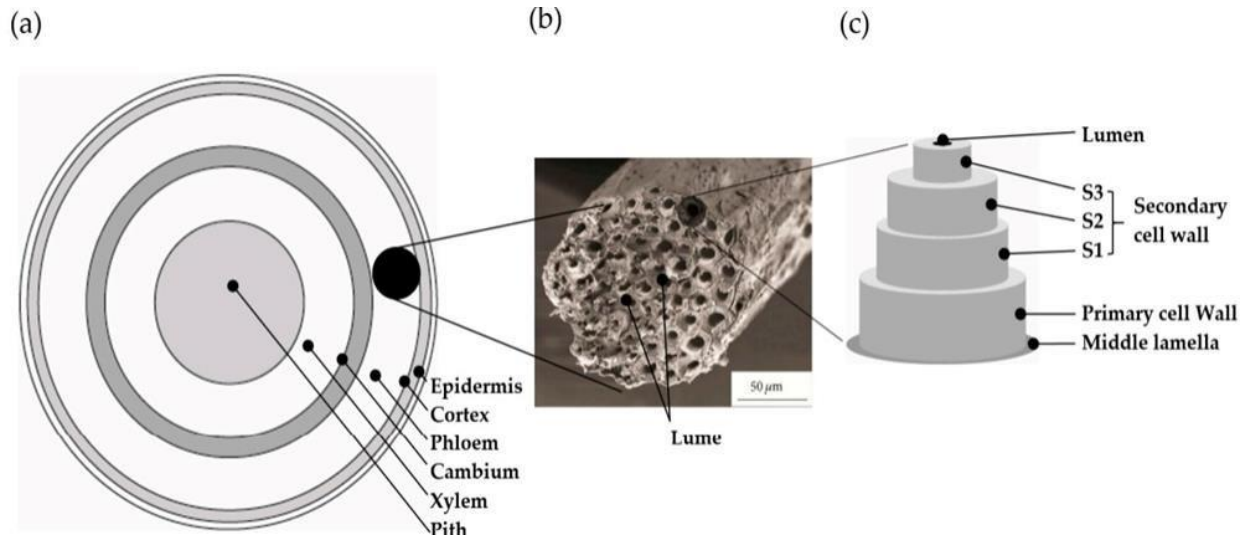 (a)
(b)
(c)
Epidermis
Cortex
Phloem
Cambium
Xylem
Pith
50 µm
Lume
Lumen
S3
S2
S1
Secondary
cell wall
Primary cell Wall
Middle lamella